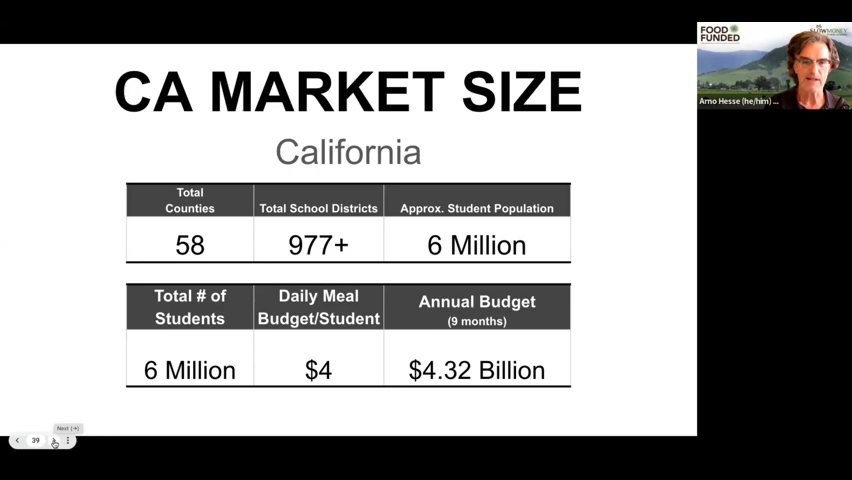 CA MARKET SIZE
California
Total
Counties
Total School Districts
Approx. Student Population
58
977+
6 Million
Total # of
Students
Daily Meal
Budget/Student
Annual Budget
(9 months)
6 Million
$4
$4.32 Billion
Next (→)
39
FOOD
FUNDED
SLOW MONEY
Arno Hesse (he/him) ...